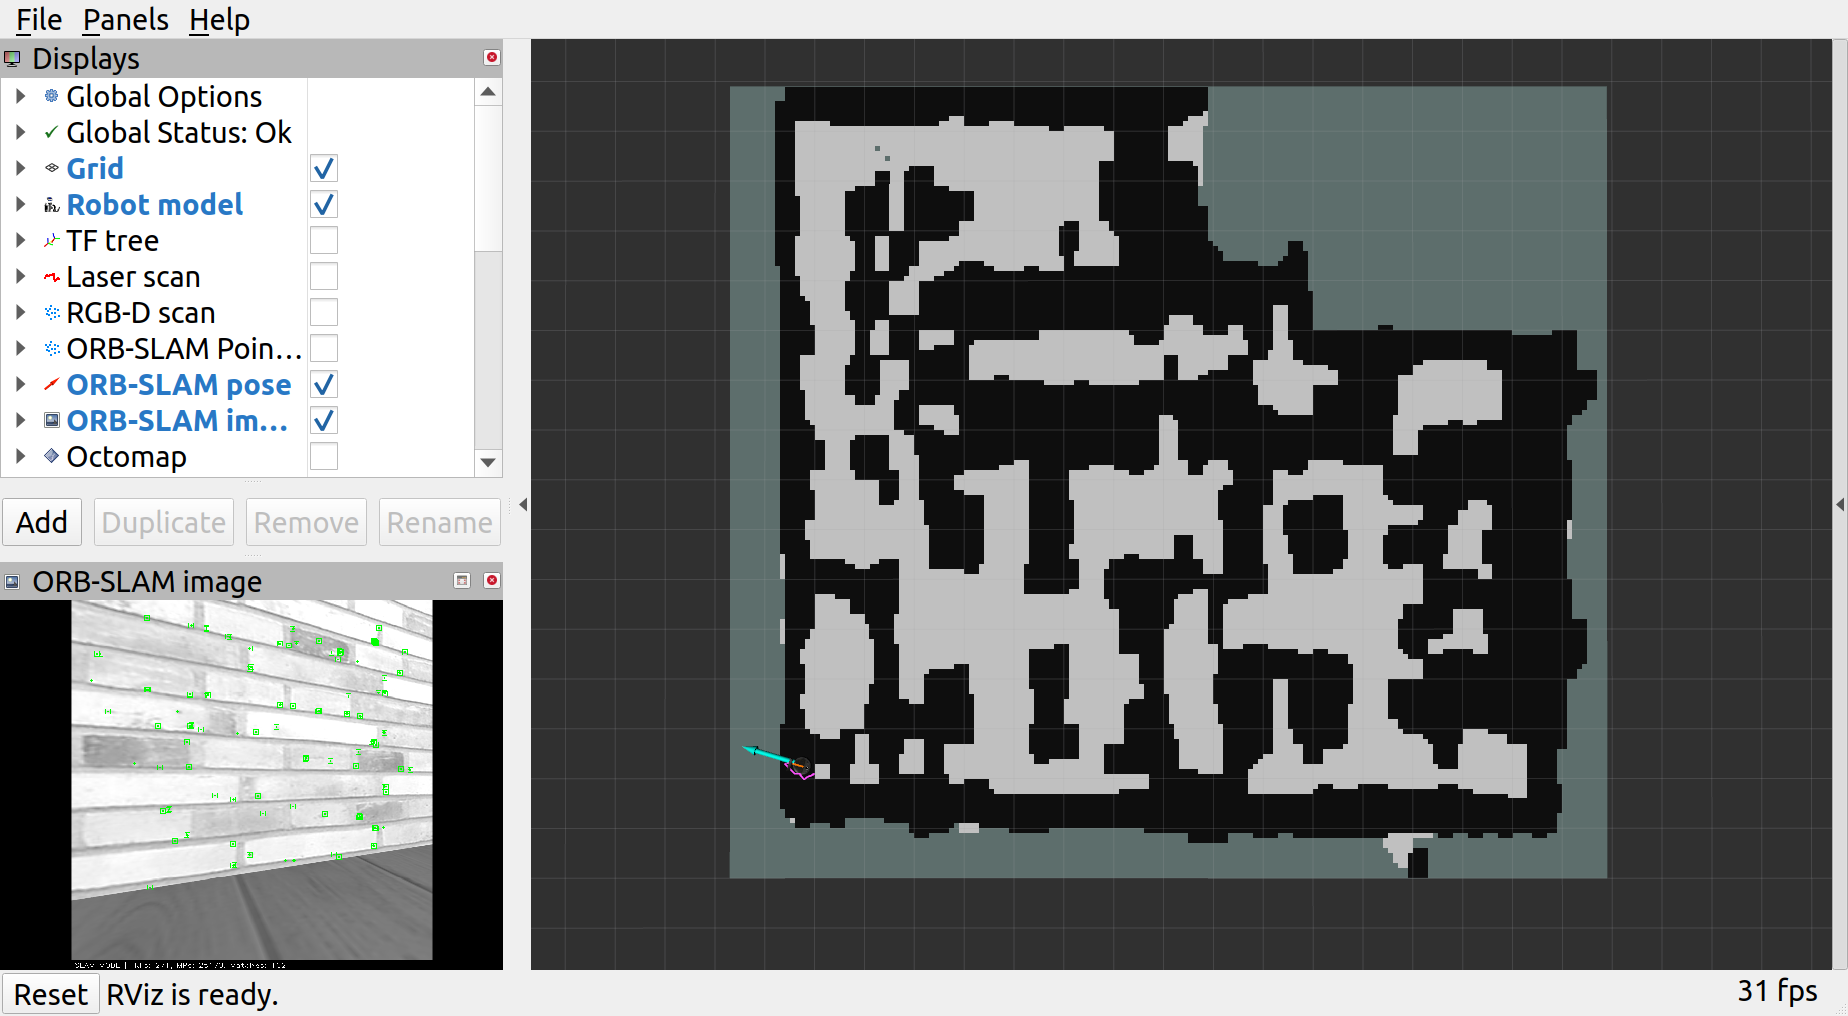 File Panels Help
Displays
Global Options
Global Status: Ok
Grid
Robot model
TF tree
Laser scan
RGB-D scan
ORB-SLAM Poin...
ORB-SLAM pose
ORB-SLAM im...
Octomap
Add Duplicate Remove Rename
ORB-SLAM image
SLAM MODE |
Reset RViz is ready. 31 fps